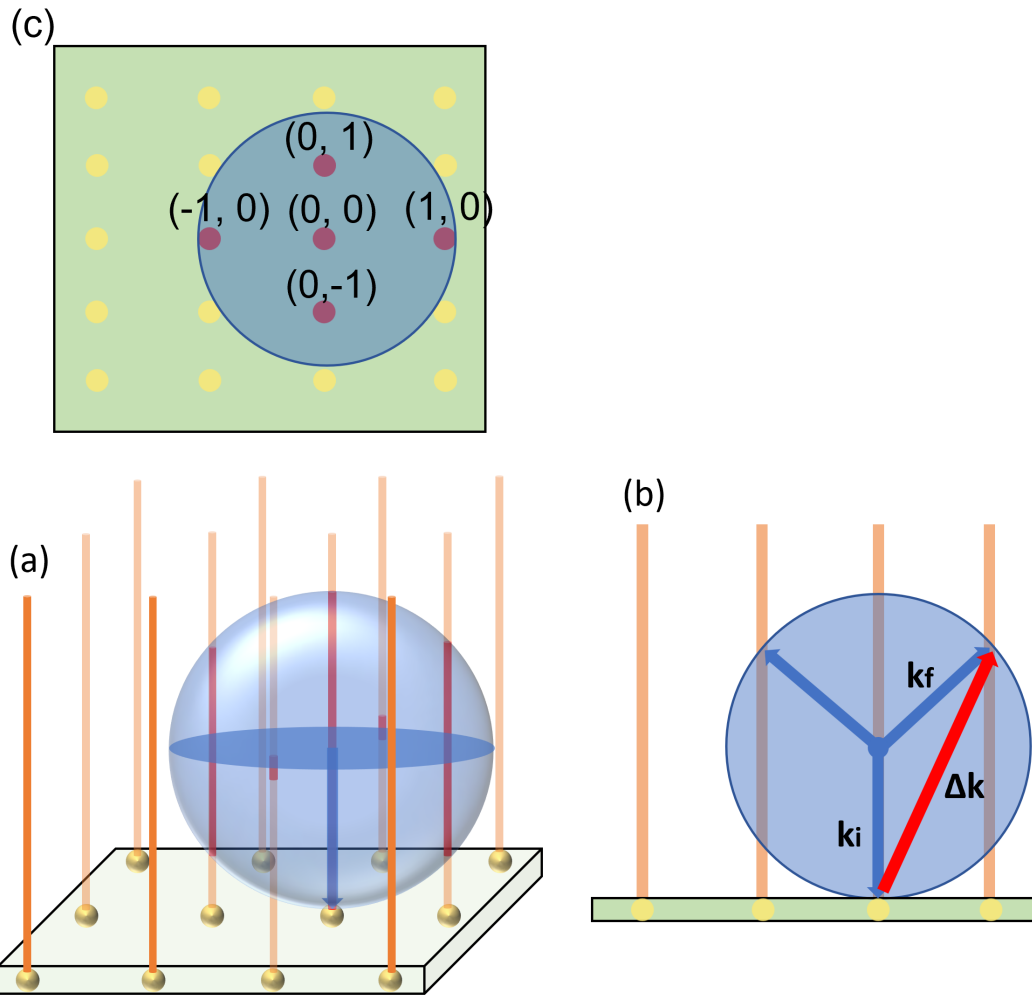 (c)
(0, 1)
(-1, 0) (0, 0) (1, 0)
(0,-1)
(a)
(b)
kf
Δk
ki